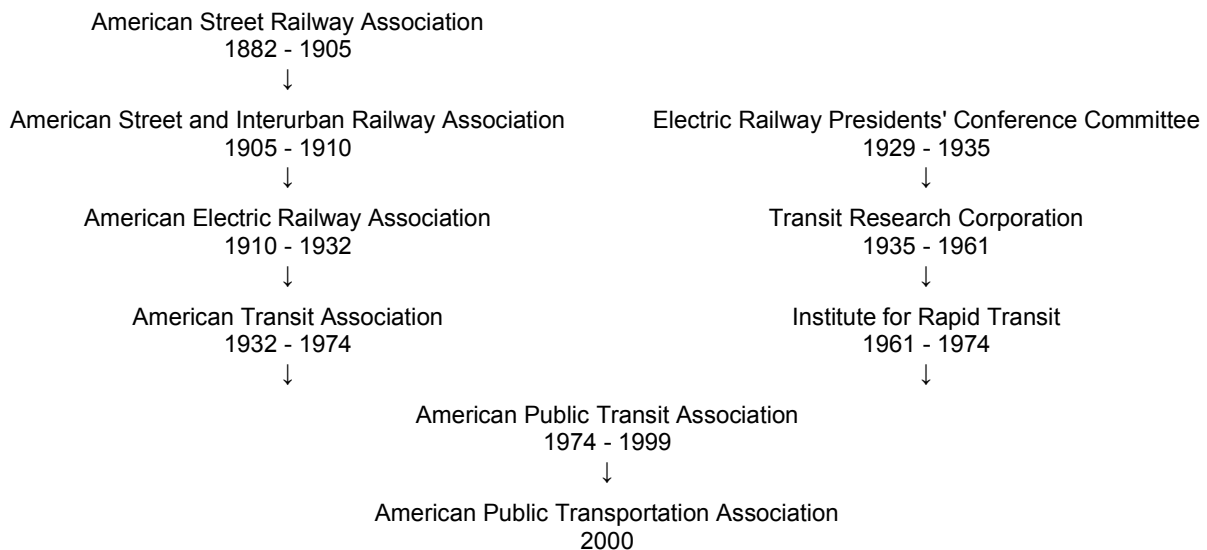 American Street Railway Association
1882 - 1905
↓
American Street and Interurban Railway Association
1905 - 1910
↓
American Electric Railway Association
1910 - 1932
↓
American Transit Association
1932 - 1974
↓
Electric Railway Presidents' Conference Committee
1929 - 1935
↓
Transit Research Corporation
1935 - 1961
↓
Institute for Rapid Transit
1961 - 1974
↓
American Public Transit Association
1974 - 1999
↓
American Public Transportation Association
2000